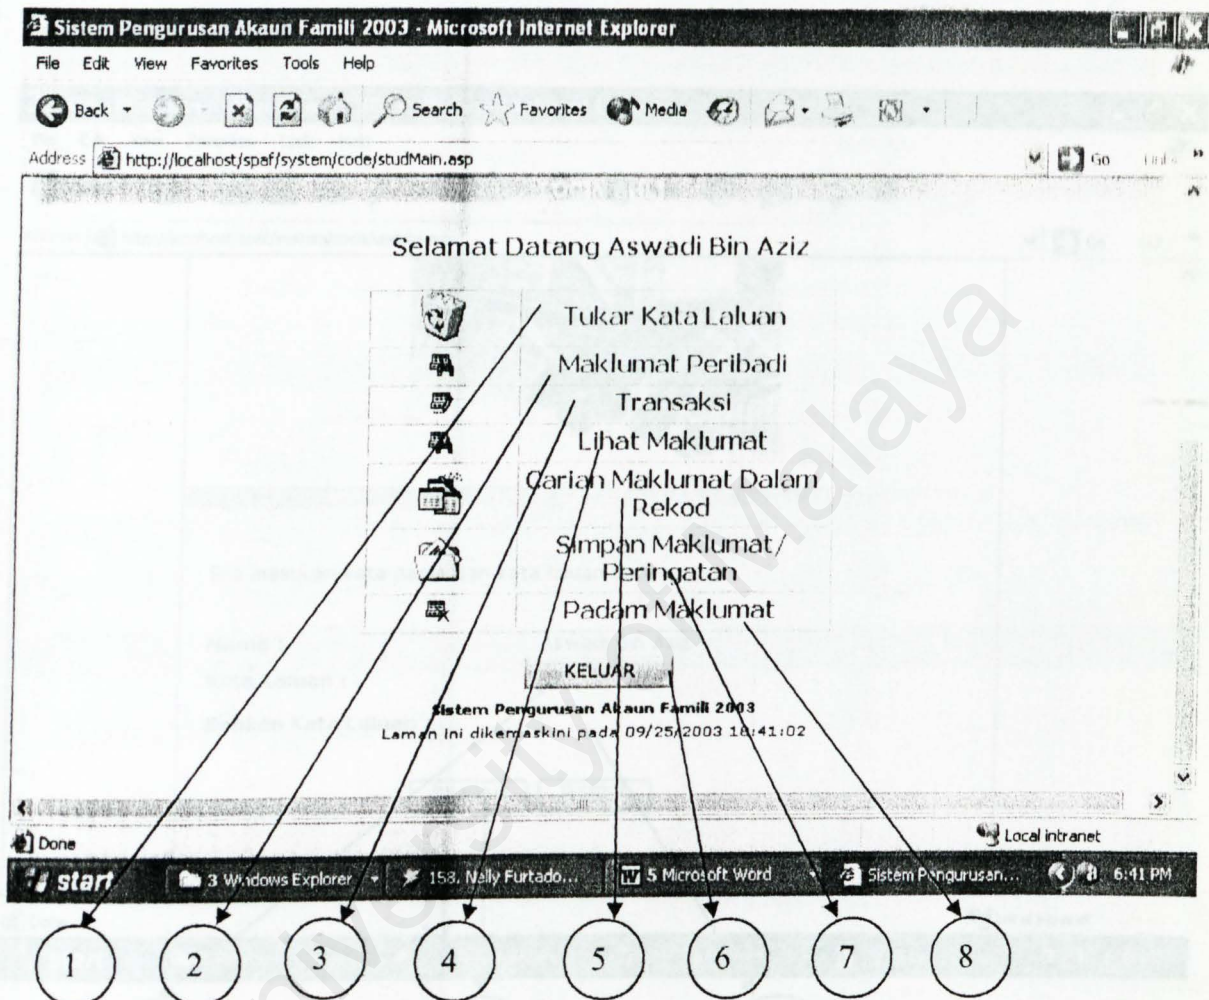 Sistem Pengurusan Akaun Famili 2003 - Microsoft Internet Explorer
File Edit View Favorites Tools Help
Back Search Favorites Media
Address http://localhost/spaf/system/code/studMain.asp Go Links »
Selamat Datang Aswadi Bin Aziz
Tukar Kata Laluan
Maklumat Peribadi
Transaksi
Lihat Maklumat
Carian Maklumat Dalam
Rekod
Simpan Maklumat/
Peringatan
Padam Maklumat
KELUAR
Sistem Pengurusan Akaun Famili 2003
Laman ini dikemaskini pada 09/25/2003 18:41:02
Done Local intranet
start 3 Windows Explorer 158. Nelly Furtado... 5 Microsoft Word Sistem Pengurusan... 6:41 PM
1 2 3 4 5 6 7 8
University of Malaya